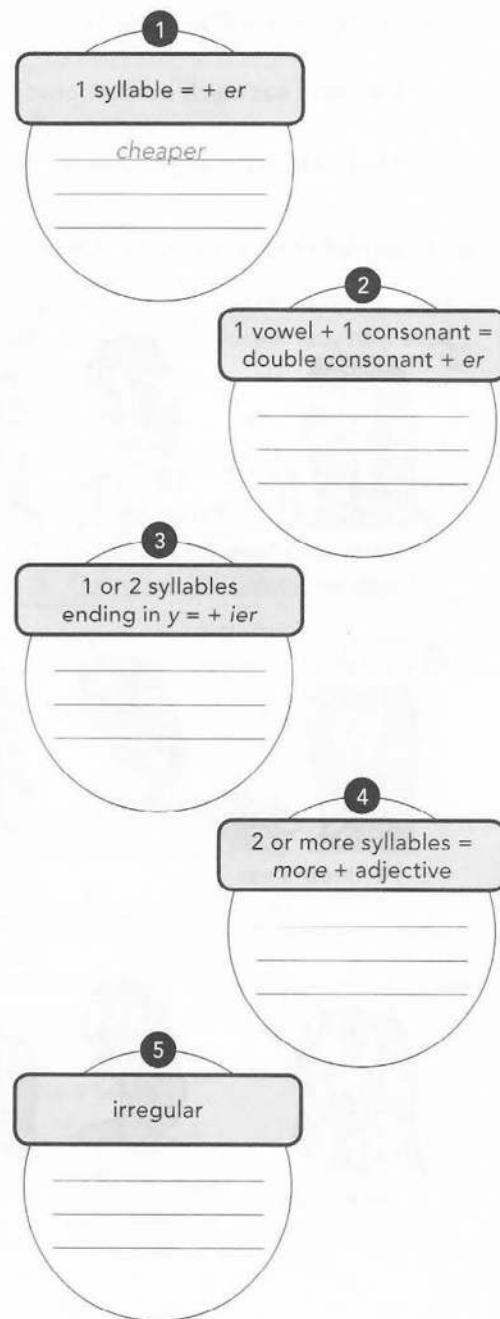 1
1 syllable = + er
cheaper
2
1 vowel + 1 consonant =
double consonant + er
3
1 or 2 syllables
ending in y = + ier
4
2 or more syllables =
more + adjective
5
irregular